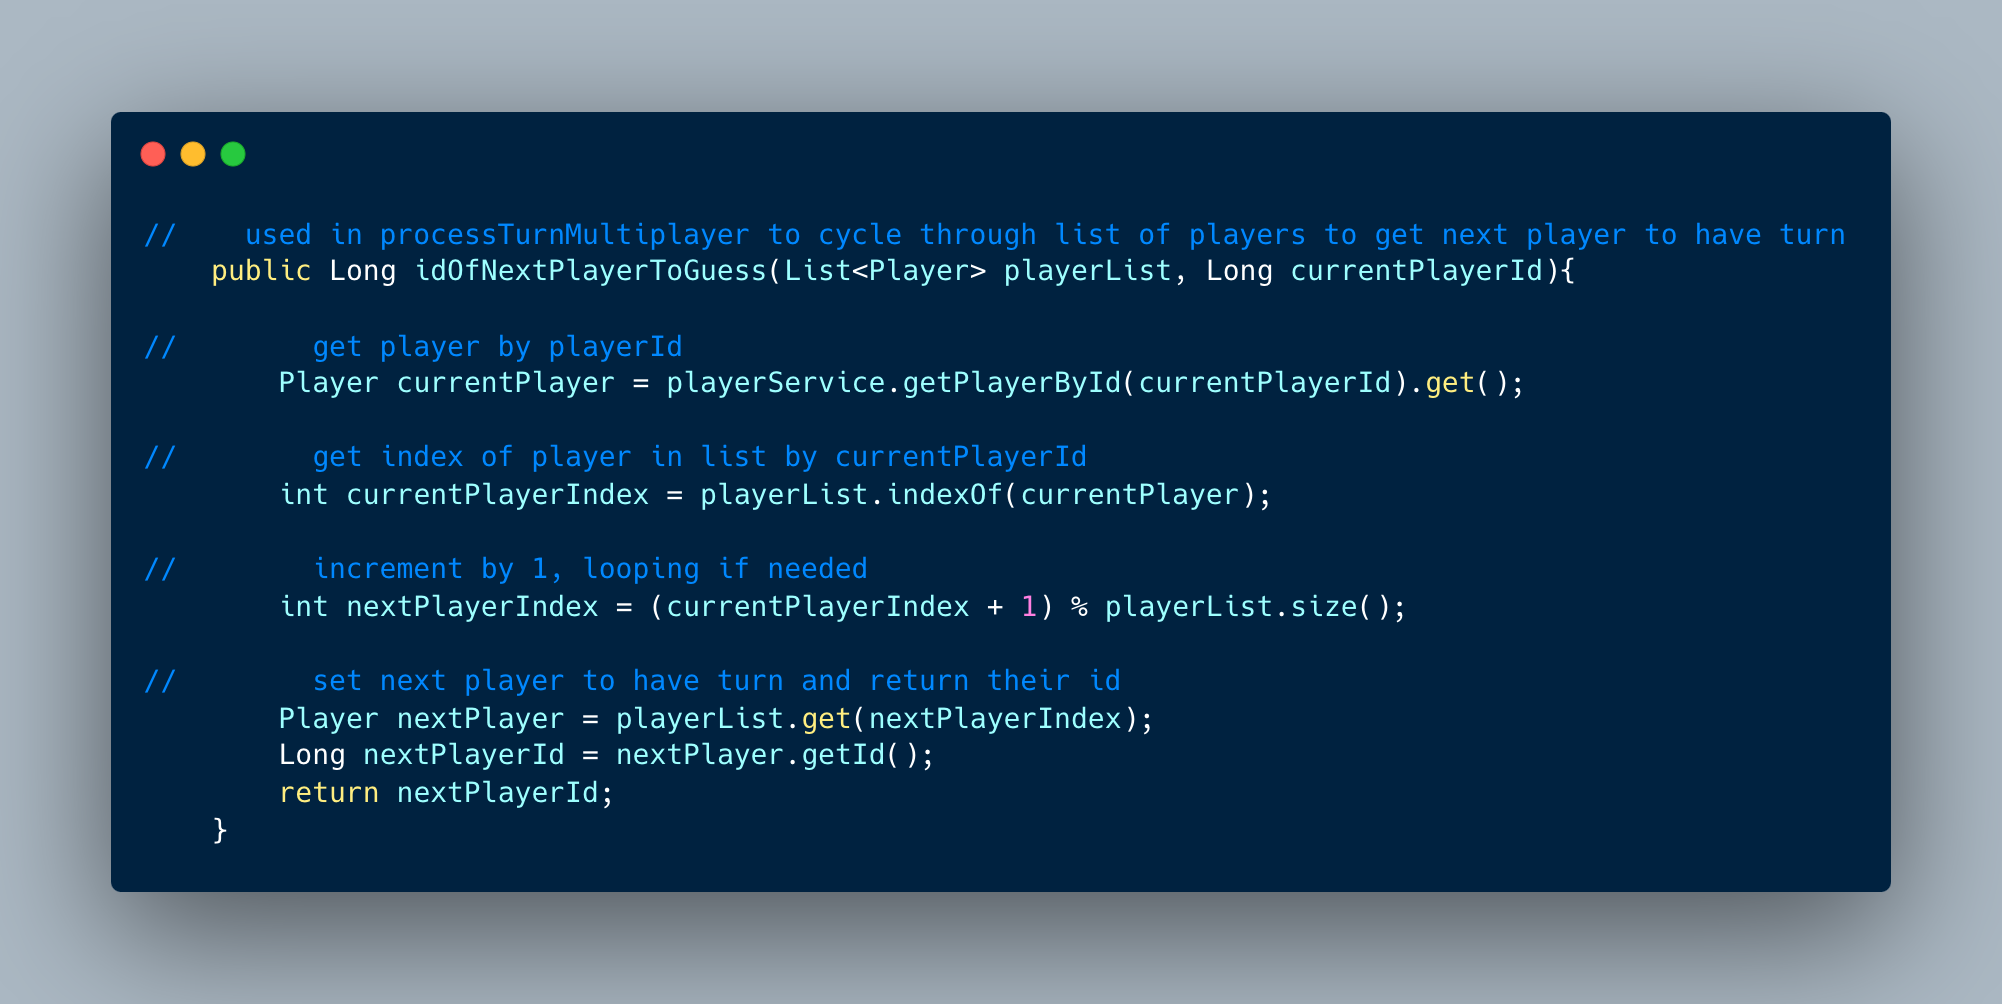 //    used in processTurnMultiplayer to cycle through list of players to get next player to have turn
    public Long idOfNextPlayerToGuess(List<Player> playerList, Long currentPlayerId){
//        get player by playerId
        Player currentPlayer = playerService.getPlayerById(currentPlayerId).get();
//        get index of player in list by currentPlayerId
        int currentPlayerIndex = playerList.indexOf(currentPlayer);
//        increment by 1, looping if needed
        int nextPlayerIndex = (currentPlayerIndex + 1) % playerList.size();
//        set next player to have turn and return their id
        Player nextPlayer = playerList.get(nextPlayerIndex);
        Long nextPlayerId = nextPlayer.getId();
        return nextPlayerId;
    }